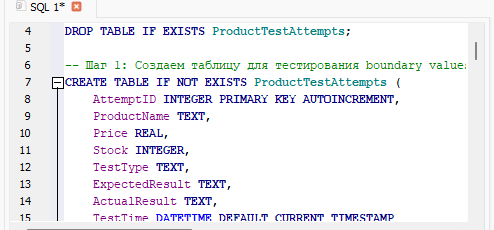 SQL 1*
4 DROP TABLE IF EXISTS ProductTestAttempts;
5
6 -- Шаг 1: Создаем таблицу для тестирования boundary values
7 CREATE TABLE IF NOT EXISTS ProductTestAttempts (
8 AttemptID INTEGER PRIMARY KEY AUTOINCREMENT,
9 ProductName TEXT,
10 Price REAL,
11 Stock INTEGER,
12 TestType TEXT,
13 ExpectedResult TEXT,
14 ActualResult TEXT,
15 TestTime DATETIME DEFAULT CURRENT_TIMESTAMP